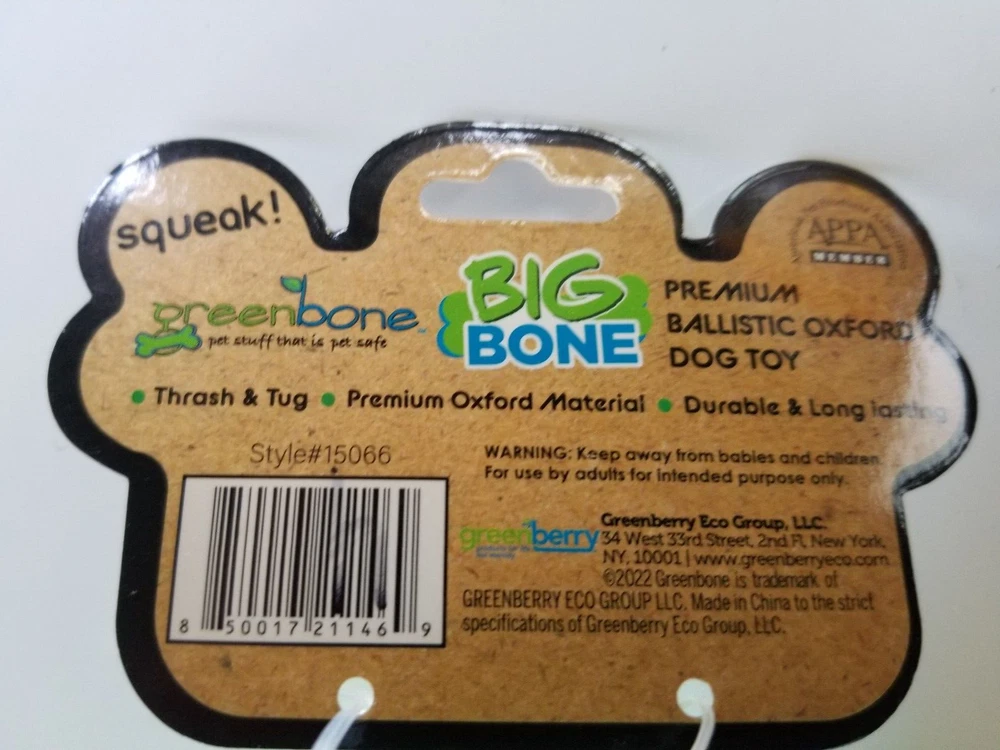 squeak!
APPA
MEMBER
greenbone™
pet stuff that is pet safe
BIG
BONE
PREMIUM
BALLISTIC OXFORD
DOG TOY
• Thrash & Tug • Premium Oxford Material • Durable & Long lasting
Style#15066
WARNING: Keep away from babies and children.
For use by adults for intended purpose only.
8 50017 21146 9
greenberry
Greenberry Eco Group, LLC.
34 West 33rd Street, 2nd Fl, New York,
NY, 10001 | www.greenberryeco.com
©2022 Greenbone is trademark of
GREENBERRY ECO GROUP LLC. Made in China to the strict
specifications of Greenberry Eco Group, LLC.